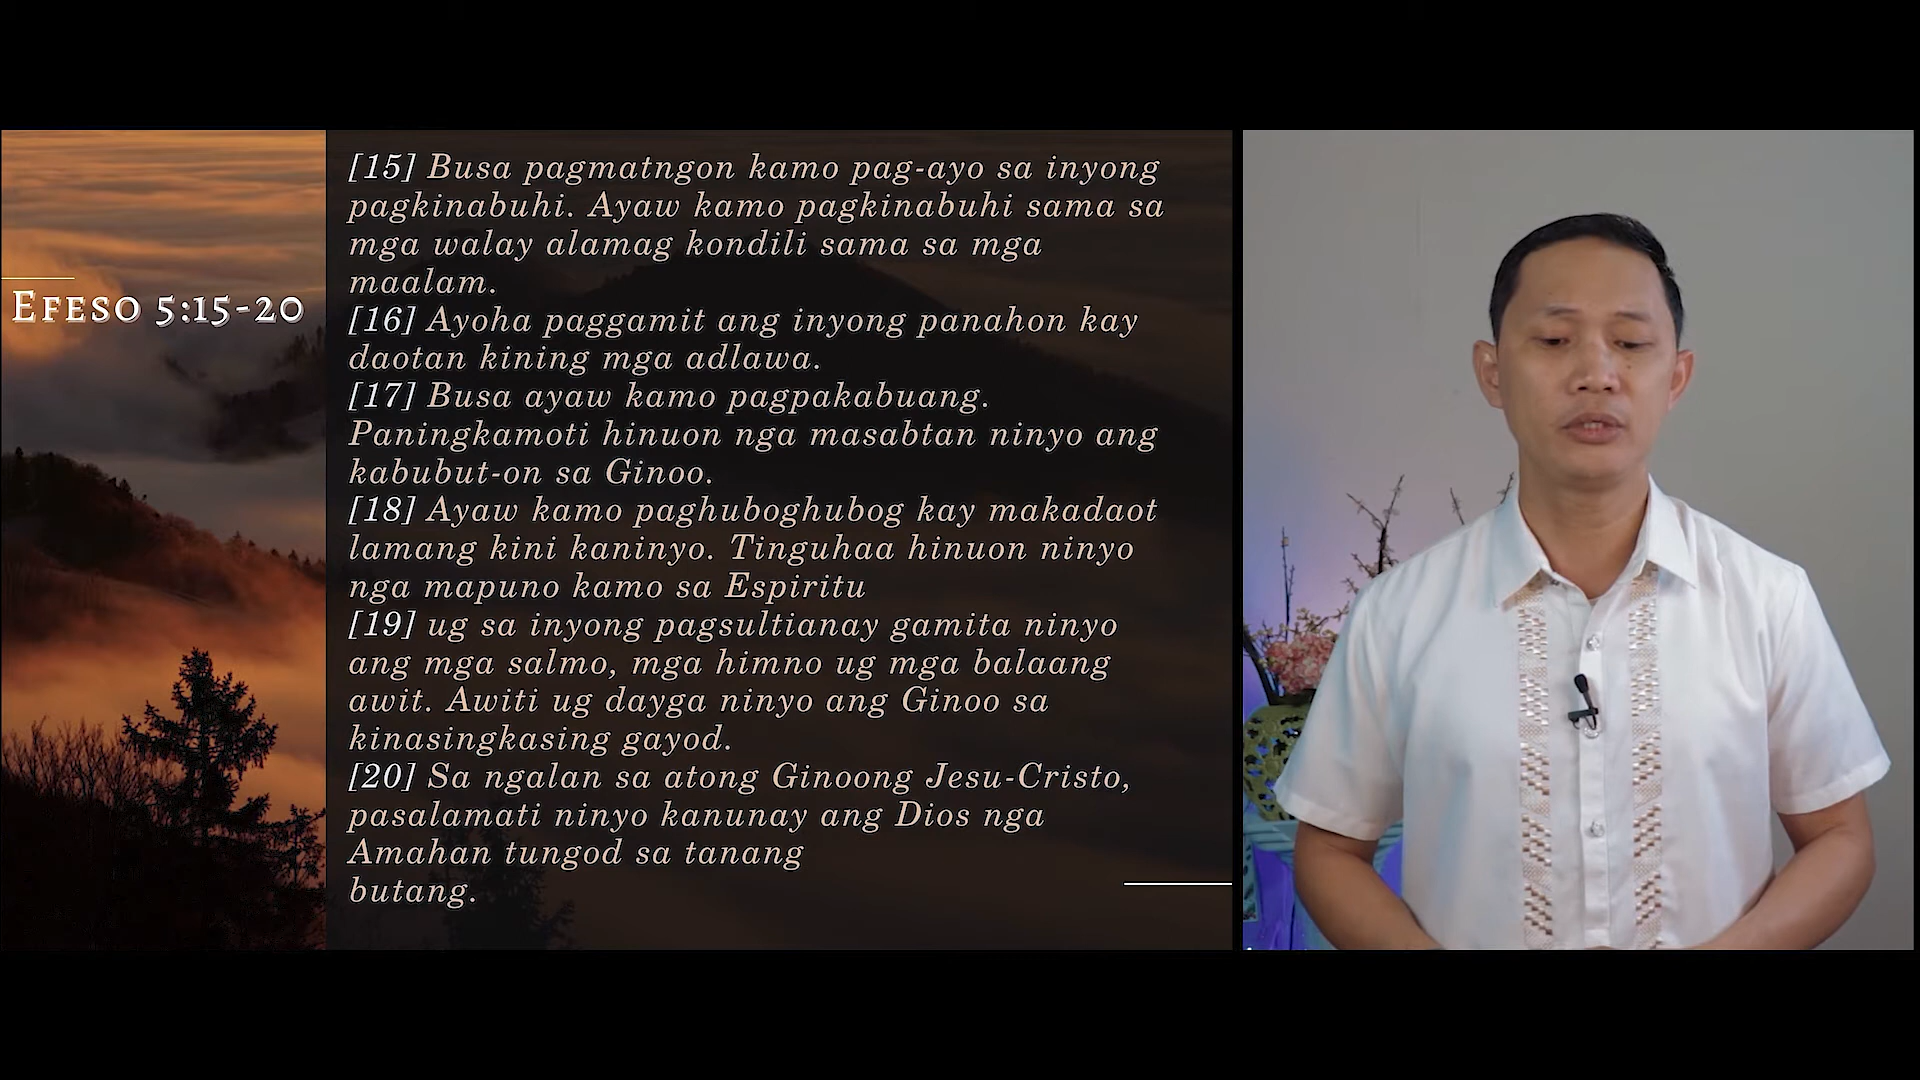 Efeso 5:15-20
[15] Busa pagmatngon kamo pag-ayo sa inyong
pagkinabuhi. Ayaw kamo pagkinabuhi sama sa
mga walay alamag kondili sama sa mga
maalam.
[16] Ayoha paggamit ang inyong panahon kay
daotan kining mga adlawa.
[17] Busa ayaw kamo pagpakabuang.
Paningkamoti hinuon nga masabtan ninyo ang
kabubut-on sa Ginoo.
[18] Ayaw kamo paghuboghubog kay makadaot
lamang kini kaninyo. Tinguhaa hinuon ninyo
nga mapuno kamo sa Espiritu
[19] ug sa inyong pagsultianay gamita ninyo
ang mga salmo, mga himno ug mga balaang
awit. Awiti ug dayga ninyo ang Ginoo sa
kinasingkasing gayod.
[20] Sa ngalan sa atong Ginoong Jesu-Cristo,
pasalamati ninyo kanunay ang Dios nga
Amahan tungod sa tanang
butang.